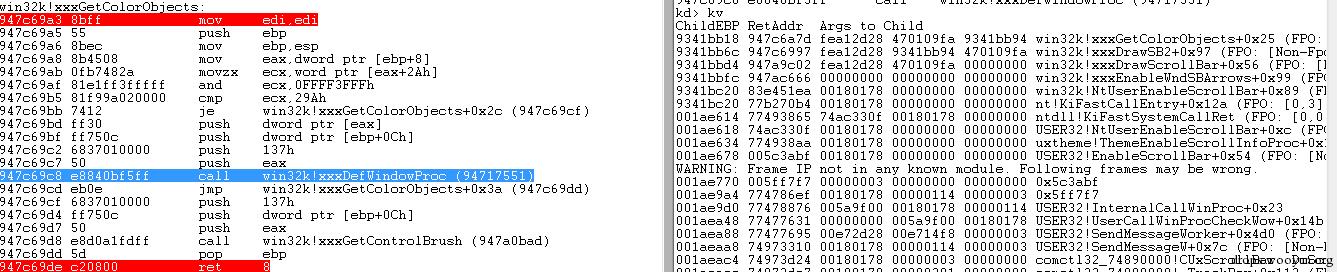 win32k!xxxGetColorObjects:
947c69a3 8bff mov edi,edi
947c69a5 55 push ebp
947c69a6 8bec mov ebp,esp
947c69a8 8b4508 mov eax,dword ptr [ebp+8]
947c69ab 0fb7482a movzx ecx,word ptr [eax+2Ah]
947c69af 81e1ff3fffff and ecx,0FFFF3FFFh
947c69b5 81f99a020000 cmp ecx,29Ah
947c69bb 7412 je win32k!xxxGetColorObjects+0x2c (947c69cf)
947c69bd ff30 push dword ptr [eax]
947c69bf ff750c push dword ptr [ebp+0Ch]
947c69c2 6837010000 push 137h
947c69c7 50 push eax
947c69c8 e8840bf5ff call win32k!xxxDefWindowProc (94717551)
947c69cd eb0e jmp win32k!xxxGetColorObjects+0x3a (947c69dd)
947c69cf 6837010000 push 137h
947c69d4 ff750c push dword ptr [ebp+0Ch]
947c69d7 50 push eax
947c69d8 e8d0a1fdff call win32k!xxxGetControlBrush (947a0bad)
947c69dd 5d pop ebp
947c69de c20800 ret 8
kd> kv
ChildEBP RetAddr Args to Child
9341bb18 947c6a7d fea12d28 470109fa 9341bb94 win32k!xxxGetColorObjects+0x25 (FPO:
9341bb6c 947c6997 fea12d28 9341bb94 470109fa win32k!xxxDrawSB2+0x97 (FPO: [Non-Fpo
9341bbd4 947a9c02 fea12d28 470109fa 00000000 win32k!xxxDrawScrollBar+0x56 (FPO: [
9341bbfc 947ac666 00000000 00000000 00000000 win32k!xxxEnableWndSBArrows+0x99 (FPO
9341bc20 83e451ea 00180178 00000000 00000000 win32k!NtUserEnableScrollBar+0x89 (FP
9341bc20 77b270b4 00180178 00000000 00000000 nt!KiFastCallEntry+0x12a (FPO: [0,3]
001ae614 77493865 74ac330f 00180178 00000000 ntdll!KiFastSystemCallRet (FPO: [0,0
001ae618 74ac330f 00180178 00000000 00000000 USER32!NtUserEnableScrollBar+0xc (FP
001ae634 774938aa 00180178 00000000 00000000 uxtheme!ThemeEnableScrollInfoProc+0x
001ae678 005c3abf 00180178 00000000 00000000 USER32!EnableScrollBar+0x54 (FPO: [N
WARNING: Frame IP not in any known module. Following frames may be wrong.
001ae770 005ff7f7 00000003 00000000 00000000 0x5c3abf
001ae9a4 774786ef 00180178 00000114 00000003 0x5ff7f7
001ae9d0 77478876 005a9f00 00180178 00000114 USER32!InternalCallWinProc+0x23
001aea48 77477631 00000000 005a9f00 00180178 USER32!UserCallWinProcCheckWow+0x14b
001aea88 77477695 00e72d28 00e714f8 00000003 USER32!SendMessageWorker+0x4d0 (FPO:
001aeaa8 74973310 00180178 00000114 00000003 USER32!SendMessageW+0x7c (FPO: [Non-